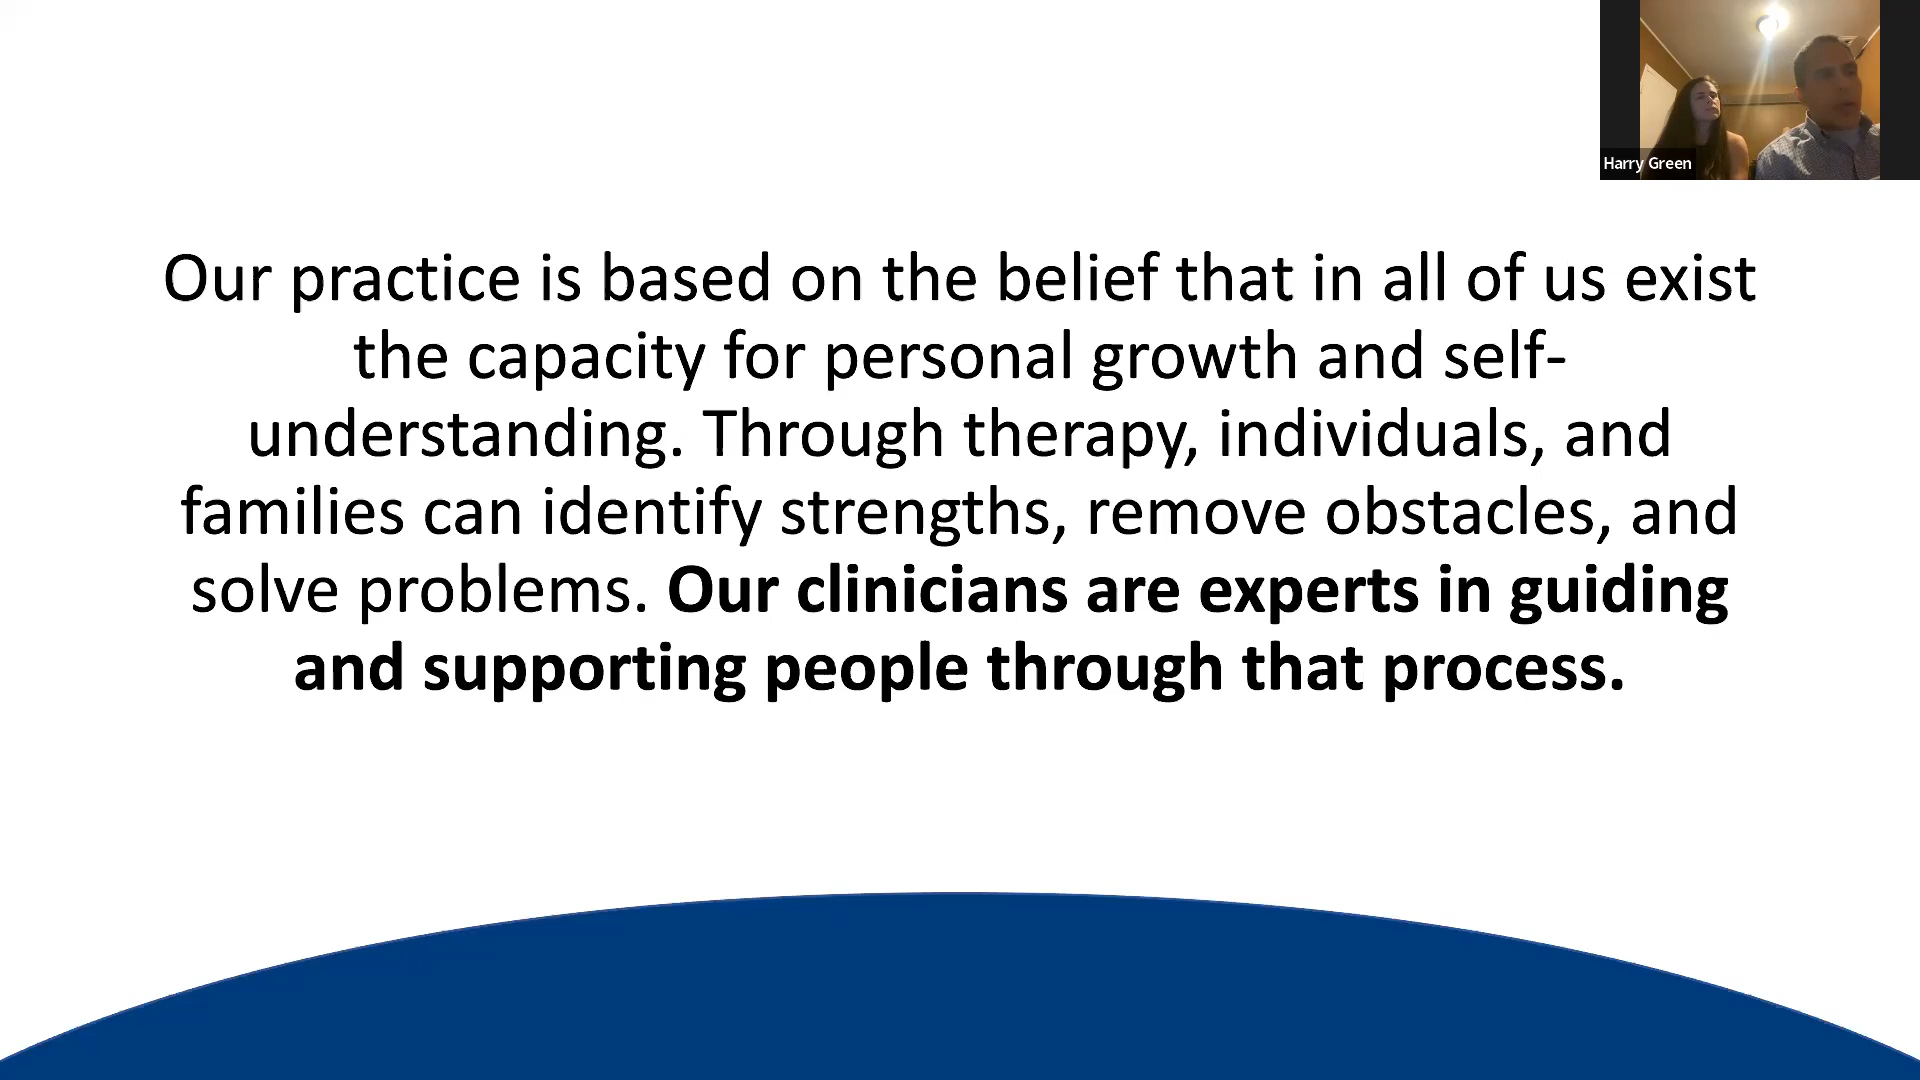 Harry Green
Our practice is based on the belief that in all of us exist
the capacity for personal growth and self-
understanding. Through therapy, individuals, and
families can identify strengths, remove obstacles, and
solve problems. Our clinicians are experts in guiding
and supporting people through that process.